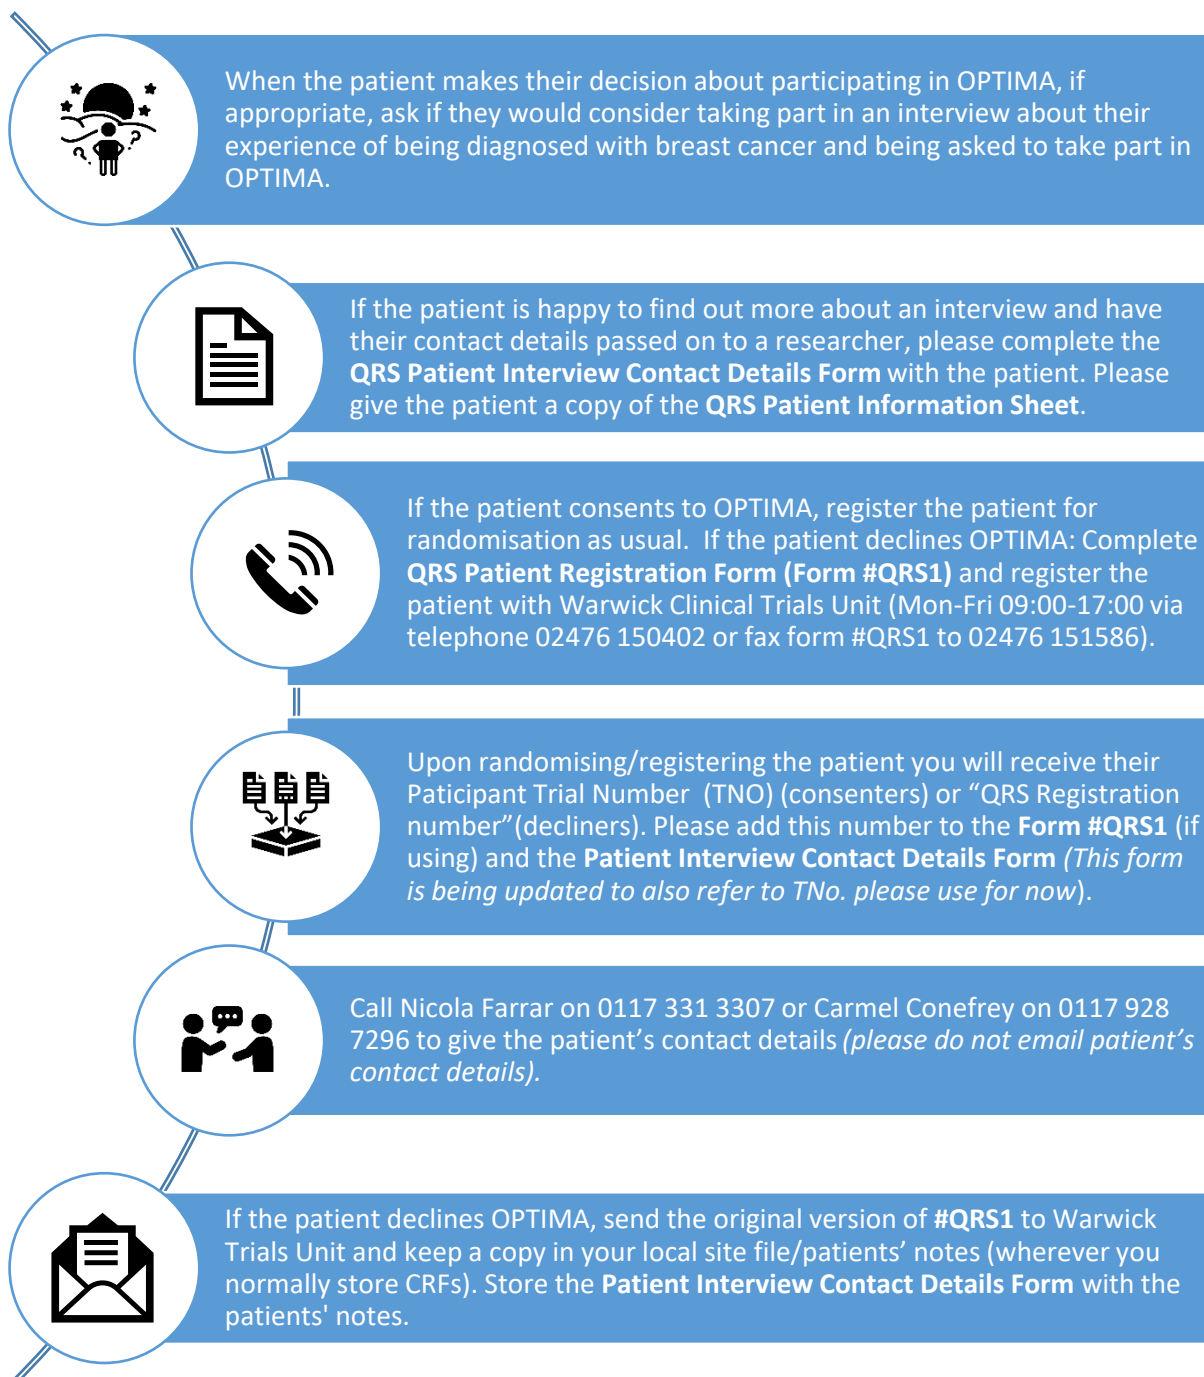 When the patient makes their decision about participating in OPTIMA, if
appropriate, ask if they would consider taking part in an interview about their
experience of being diagnosed with breast cancer and being asked to take part in
OPTIMA.
If the patient is happy to find out more about an interview and have
their contact details passed on to a researcher, please complete the
QRS Patient Interview Contact Details Form with the patient. Please
give the patient a copy of the QRS Patient Information Sheet.
If the patient consents to OPTIMA, register the patient for
randomisation as usual.  If the patient declines OPTIMA: Complete
QRS Patient Registration Form (Form #QRS1) and register the
patient with Warwick Clinical Trials Unit (Mon-Fri 09:00-17:00 via
telephone 02476 150402 or fax form #QRS1 to 02476 151586).
Upon randomising/registering the patient you will receive their
Paticipant Trial Number  (TNO) (consenters) or “QRS Registration
number”(decliners). Please add this number to the Form #QRS1 (if
using) and the Patient Interview Contact Details Form (This form
is being updated to also refer to TNo. please use for now).
Call Nicola Farrar on 0117 331 3307 or Carmel Conefrey on 0117 928
7296 to give the patient’s contact details (please do not email patient’s
contact details).
If the patient declines OPTIMA, send the original version of #QRS1 to Warwick
Trials Unit and keep a copy in your local site file/patients’ notes (wherever you
normally store CRFs). Store the Patient Interview Contact Details Form with the
patients' notes.